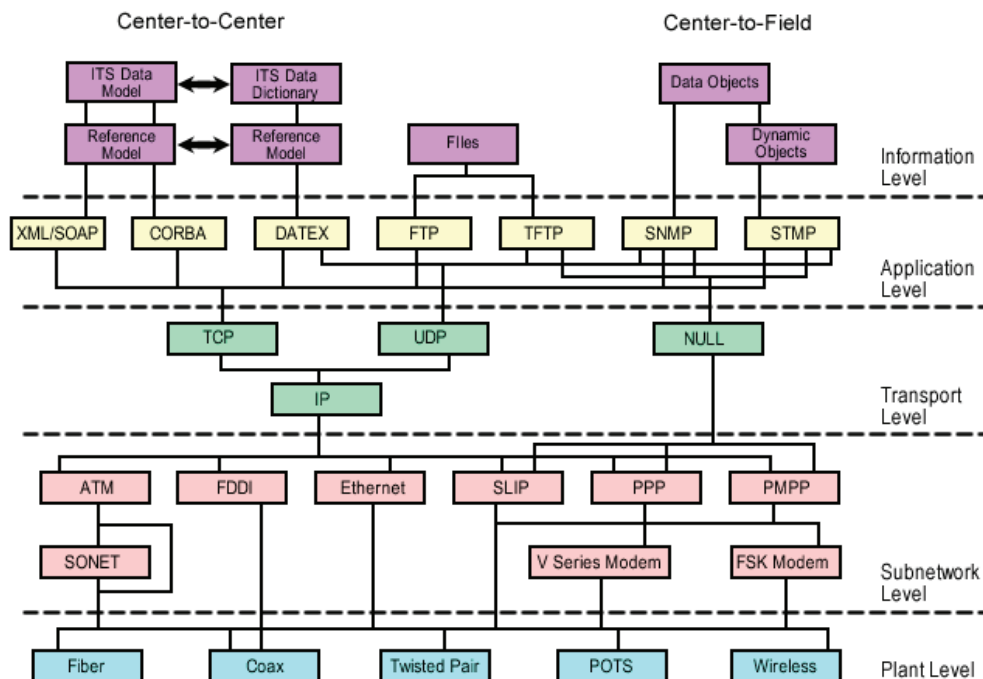 Center-to-Center
Center-to-Field
ITS Data
Model
ITS Data
Dictionary
Data Objects
Reference
Model
Reference
Model
FIles
Dynamic
Objects
Information
Level
XML/SOAP
CORBA
DATEX
FTP
TFTP
SNMP
STMP
Application
Level
TCP
UDP
NULL
IP
Transport
Level
ATM
FDDI
Ethernet
SLIP
PPP
PMPP
SONET
V Series Modem
FSK Modem
Subnetwork
Level
Fiber
Coax
Twisted Pair
POTS
Wireless
Plant Level